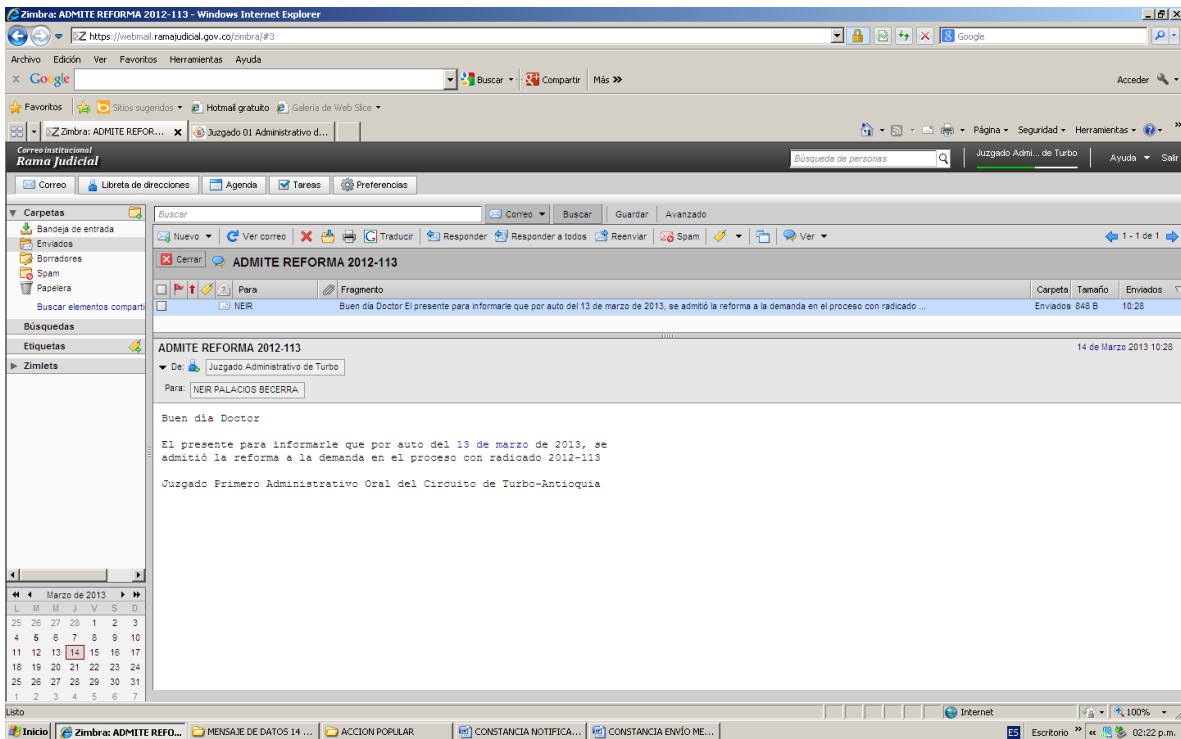 Zimbra: ADMITE REFORMA 2012-113 - Windows Internet Explorer
https://webmail.ramajudicial.gov.co/zimbra/#3
Google
Archivo Edición Ver Favoritos Herramientas Ayuda
Google Buscar Compartir Más Acceder
Favoritos Sitios sugeridos Hotmail gratuito Galería de Web Slice
Zimbra: ADMITE REFOR... Juzgado 01 Administrativo d... Página Seguridad Herramientas
Correo institucional
Rama Judicial
Búsqueda de personas Juzgado Admi... de Turbo Ayuda Salir
Correo Libreta de direcciones Agenda Tareas Preferencias
Carpetas
Bandeja de entrada
Enviados
Borradores
Spam
Papelera
Buscar elementos comparti
Búsquedas
Etiquetas
Zimlets
Buscar Correo Buscar Guardar Avanzado
Nuevo Ver correo Traducir Responder Responder a todos Reenviar Spam Ver 1 - 1 de 1
Cerrar ADMITE REFORMA 2012-113
Para Fragmento Carpeta Tamaño Enviados
NEIR Buen día Doctor El presente para informarle que por auto del 13 de marzo de 2013, se admitió la reforma a la demanda en el proceso con radicado ... Enviados 848 B 10:28
ADMITE REFORMA 2012-113 14 de Marzo 2013 10:28
De: Juzgado Administrativo de Turbo
Para: NEIR PALACIOS BECERRA
Buen día Doctor
El presente para informarle que por auto del 13 de marzo de 2013, se
admitió la reforma a la demanda en el proceso con radicado 2012-113
Juzgado Primero Administrativo Oral del Circuito de Turbo-Antioquia
Marzo de 2013
L M M J V S D
25 26 27 28 1 2 3
4 5 6 7 8 9 10
11 12 13 14 15 16 17
18 19 20 21 22 23 24
25 26 27 28 29 30 31
1 2 3 4 5 6 7
Listo Internet 100%
Inicio Zimbra: ADMITE REFO... MENSAJE DE DATOS 14 ... ACCION POPULAR CONSTANCIA NOTIFICA... CONSTANCIA ENVÍO ME... ES Escritorio 02:22 p.m.